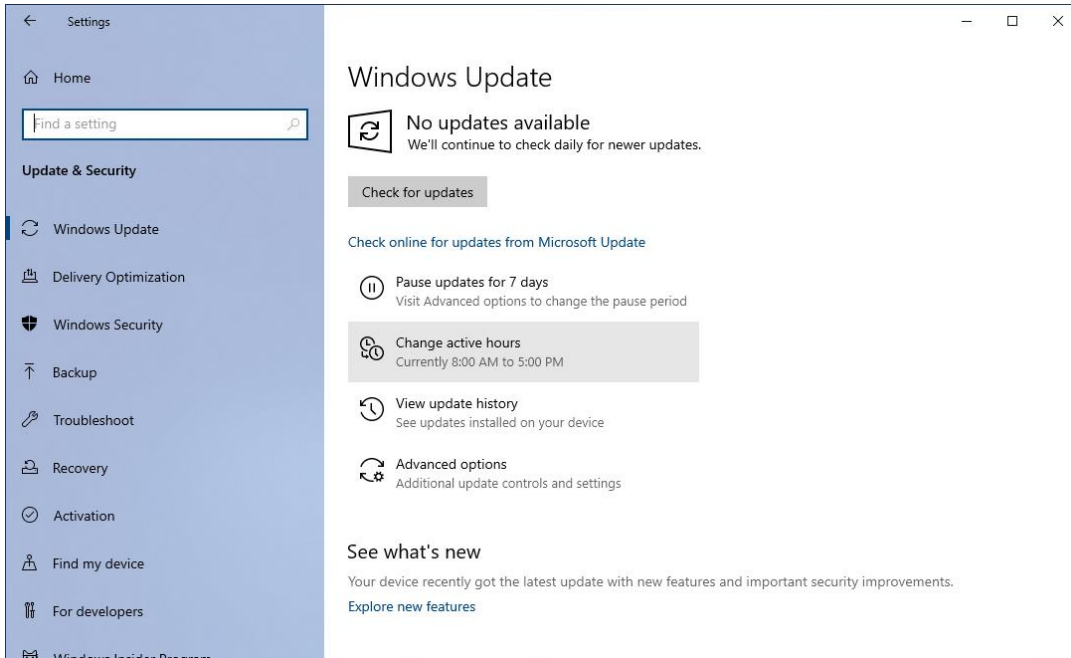 Settings
Home
Find a setting
Update & Security
Windows Update
Delivery Optimization
Windows Security
Backup
Troubleshoot
Recovery
Activation
Find my device
For developers
Windows Insider Program
Windows Update
No updates available
We'll continue to check daily for newer updates.
Check for updates
Check online for updates from Microsoft Update
Pause updates for 7 days
Visit Advanced options to change the pause period
Change active hours
Currently 8:00 AM to 5:00 PM
View update history
See updates installed on your device
Advanced options
Additional update controls and settings
See what's new
Your device recently got the latest update with new features and important security improvements.
Explore new features